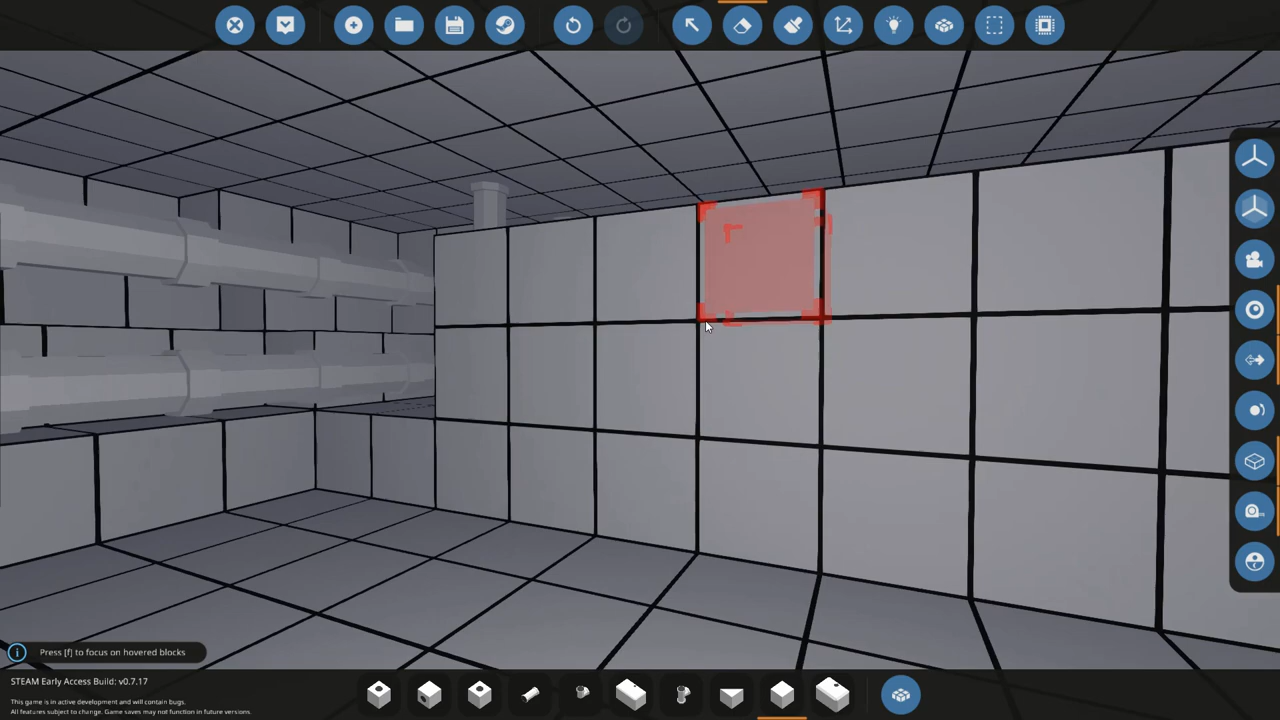 Press [f] to focus on hovered blocks
STEAM Early Access Build: v0.7.17
This game is in active development and will contain bugs.
All features subject to change. Game saves may not function in future versions.